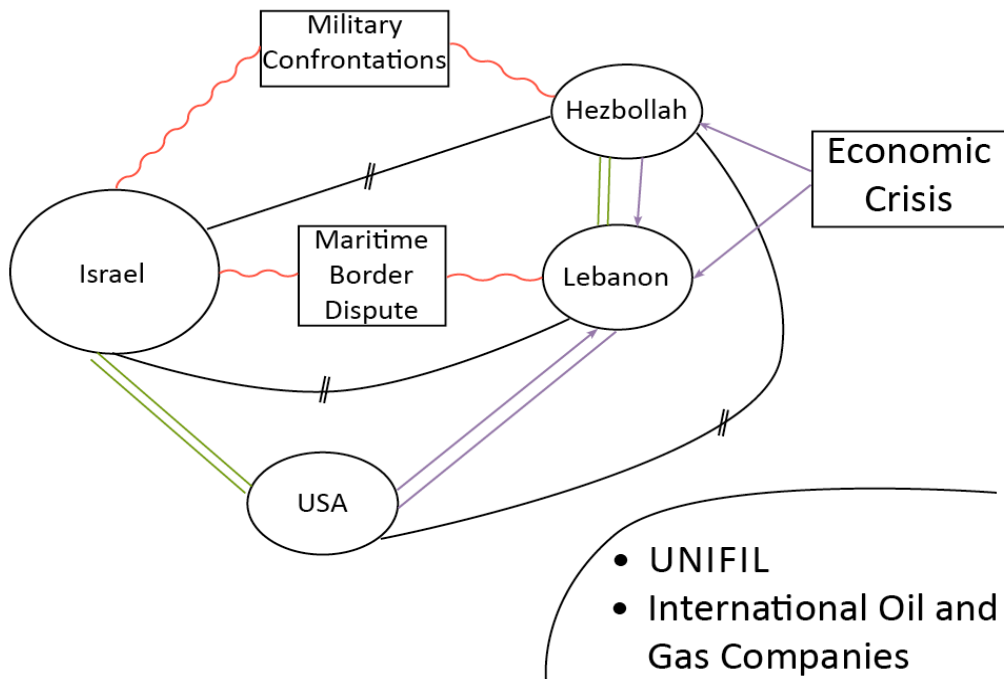 Military
Confrontations
Hezbollah
Economic
Crisis
Israel
Maritime
Border
Dispute
Lebanon
USA
• UNIFIL
• International Oil and
Gas Companies